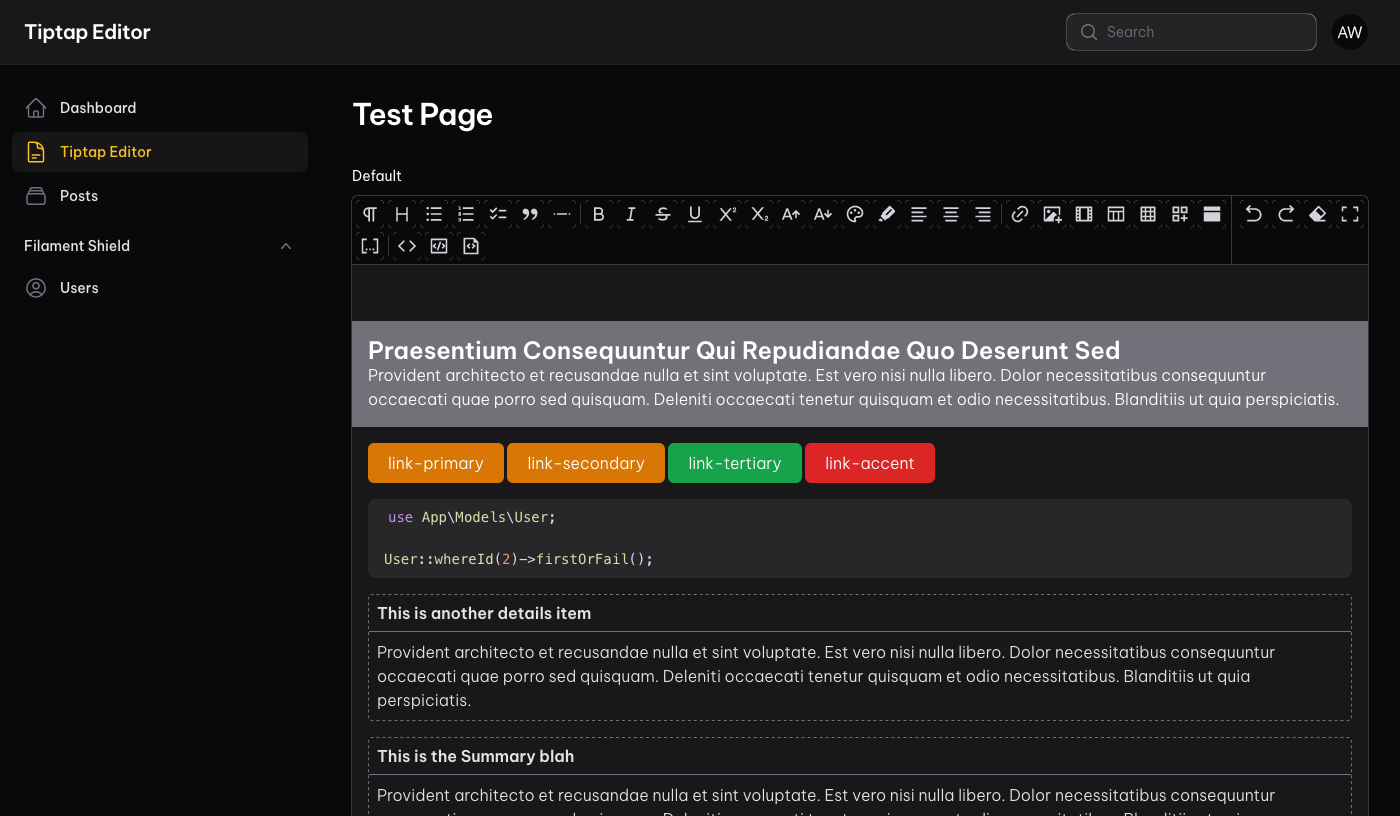 Tiptap Editor
Search
AW
Dashboard
Tiptap Editor
Posts
Filament Shield
Users
Test Page
Default
Praesentium Consequuntur Qui Repudiandae Quo Deserunt Sed
Provident architecto et recusandae nulla et sint voluptate. Est vero nisi nulla libero. Dolor necessitatibus consequuntur
occaecati quae porro sed quisquam. Deleniti occaecati tenetur quisquam et odio necessitatibus. Blanditiis ut quia perspiciatis.
link-primary link-secondary link-tertiary link-accent
use App\Models\User;
User::whereId(2)->firstOrFail();
This is another details item
Provident architecto et recusandae nulla et sint voluptate. Est vero nisi nulla libero. Dolor necessitatibus consequuntur
occaecati quae porro sed quisquam. Deleniti occaecati tenetur quisquam et odio necessitatibus. Blanditiis ut quia
perspiciatis.
This is the Summary blah
Provident architecto et recusandae nulla et sint voluptate. Est vero nisi nulla libero. Dolor necessitatibus consequuntur